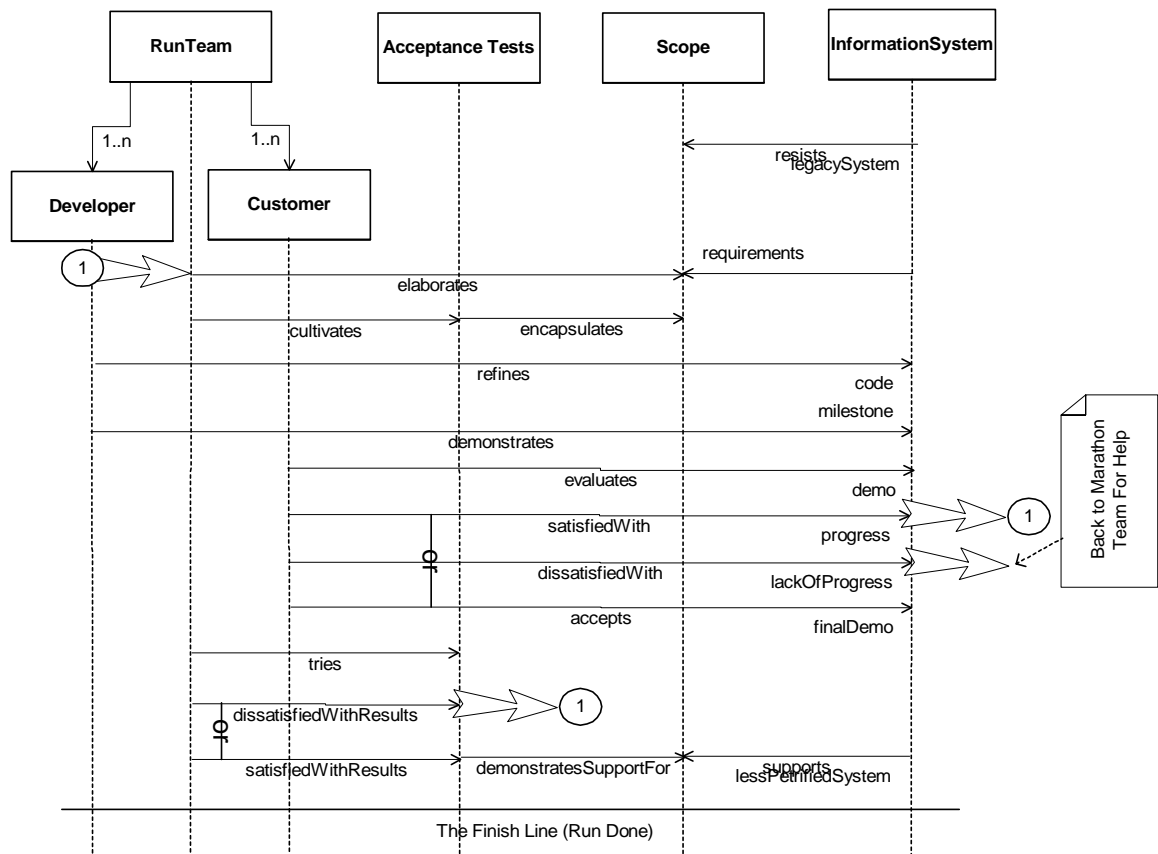 RunTeam
Acceptance Tests
Scope
InformationSystem
1..n
1..n
resists
legacySystem
Developer
Customer
1
requirements
elaborates
cultivates
encapsulates
refines
code
milestone
demonstrates
evaluates
demo
Back to Marathon
Team For Help
satisfiedWith
1
progress
or
dissatisfiedWith
lackOfProgress
accepts
finalDemo
tries
1
dissatisfiedWithResults
or
satisfiedWithResults
demonstratesSupportFor
supports
lessPetrifiedSystem
The Finish Line (Run Done)